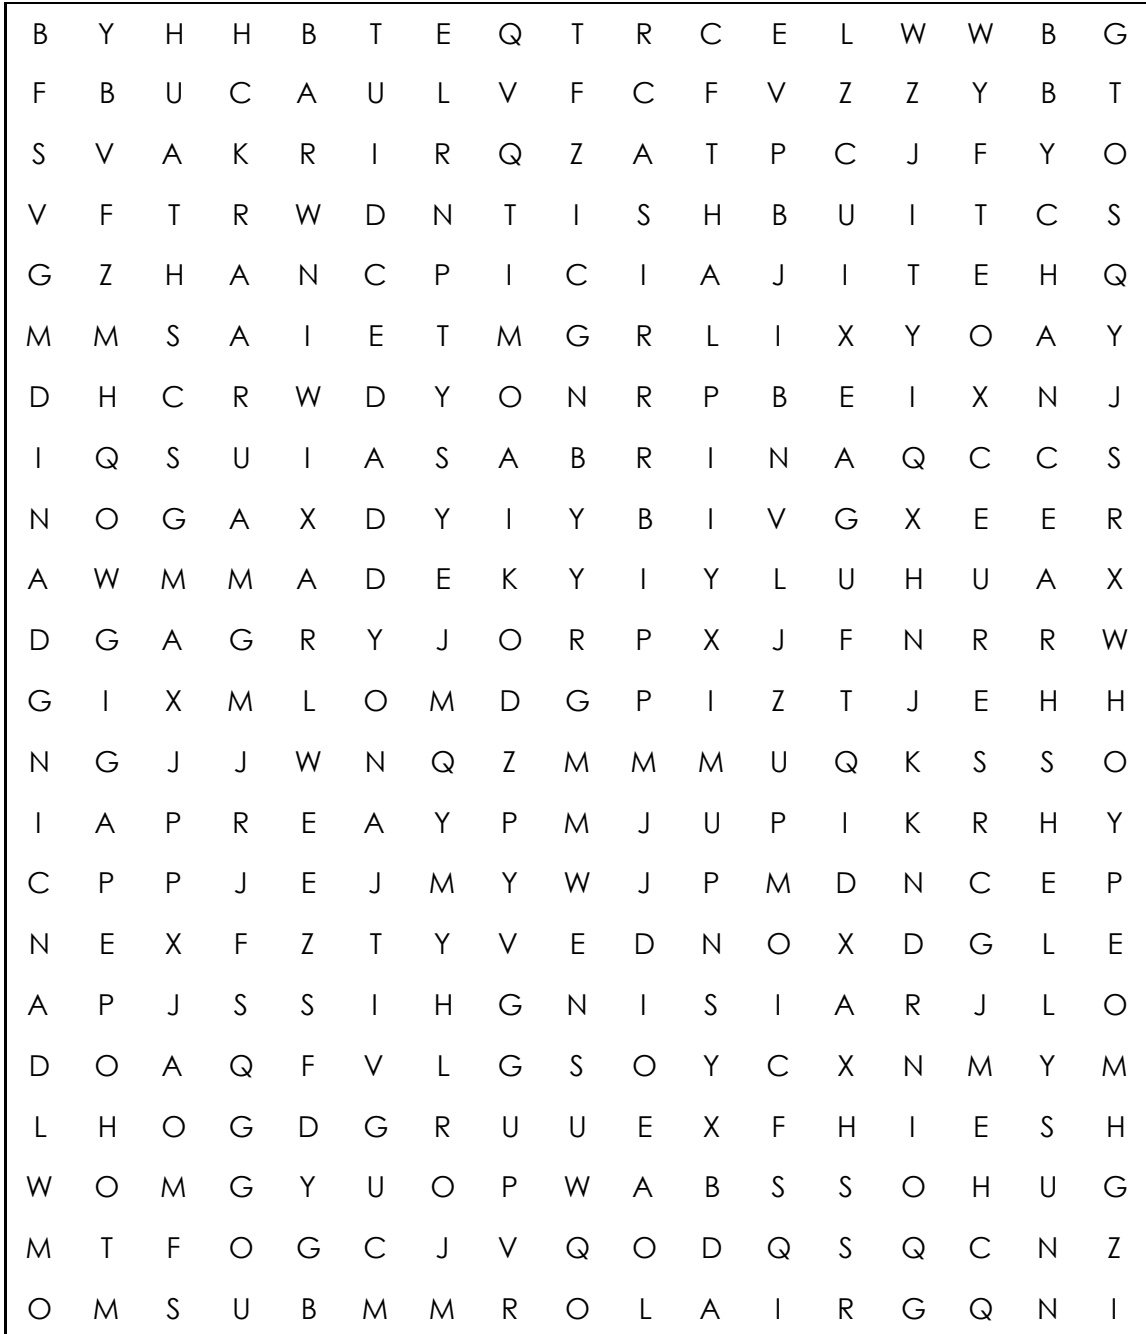 B Y H H B T E Q T R C E L W W B G
F B U C A U L V F C F V Z Z Y B T
S V A K R I R Q Z A T P C J F Y O
V F T R W D N T I S H B U I T C S
G Z H A N C P I C I A J I T E H Q
M M S A I E T M G R L I X Y O A Y
D H C R W D Y O N R P B E I X N J
I Q S U I A S A B R I N A Q C C S
N O G A X D Y I Y B I V G X E E R
A W M M A D E K Y I Y L U H U A X
D G A G R Y J O R P X J F N R R W
G I X M L O M D G P I Z T J E H H
N G J J W N Q Z M M M U Q K S S O
I A P R E A Y P M J U P I K R H Y
C P P J E J M Y W J P M D N C E P
N E X F Z T Y V E D N O X D G L E
A P J S S I H G N I S I A R J L O
D O A Q F V L G S O Y C X N M Y M
L H O G D G R U U E X F H I E S H
W O M G Y U O P W A B S S O H U G
M T F O G C J V Q O D Q S Q C N Z
O M S U B M M R O L A I R G Q N I